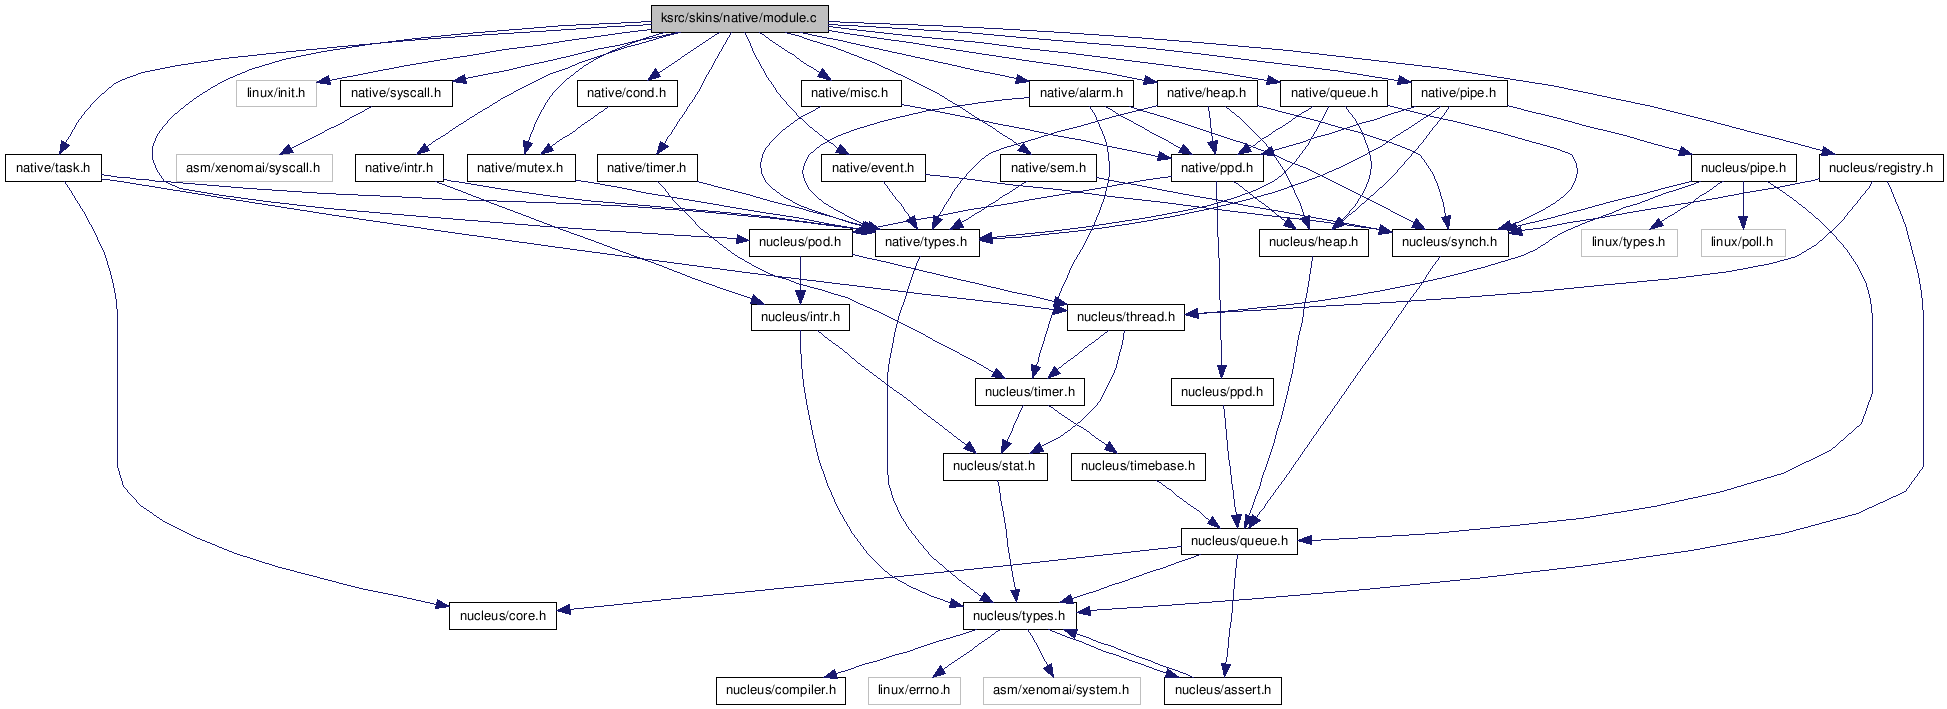 ksrc/skins/native/module.c
linux/init.h
native/syscall.h
native/cond.h
native/misc.h
native/alarm.h
native/heap.h
native/queue.h
native/pipe.h
native/task.h
asm/xenomai/syscall.h
native/intr.h
native/mutex.h
native/timer.h
native/event.h
native/sem.h
native/ppd.h
nucleus/pipe.h
nucleus/registry.h
nucleus/pod.h
native/types.h
nucleus/heap.h
nucleus/synch.h
linux/types.h
linux/poll.h
nucleus/intr.h
nucleus/thread.h
nucleus/timer.h
nucleus/ppd.h
nucleus/stat.h
nucleus/timebase.h
nucleus/queue.h
nucleus/core.h
nucleus/types.h
nucleus/compiler.h
linux/errno.h
asm/xenomai/system.h
nucleus/assert.h